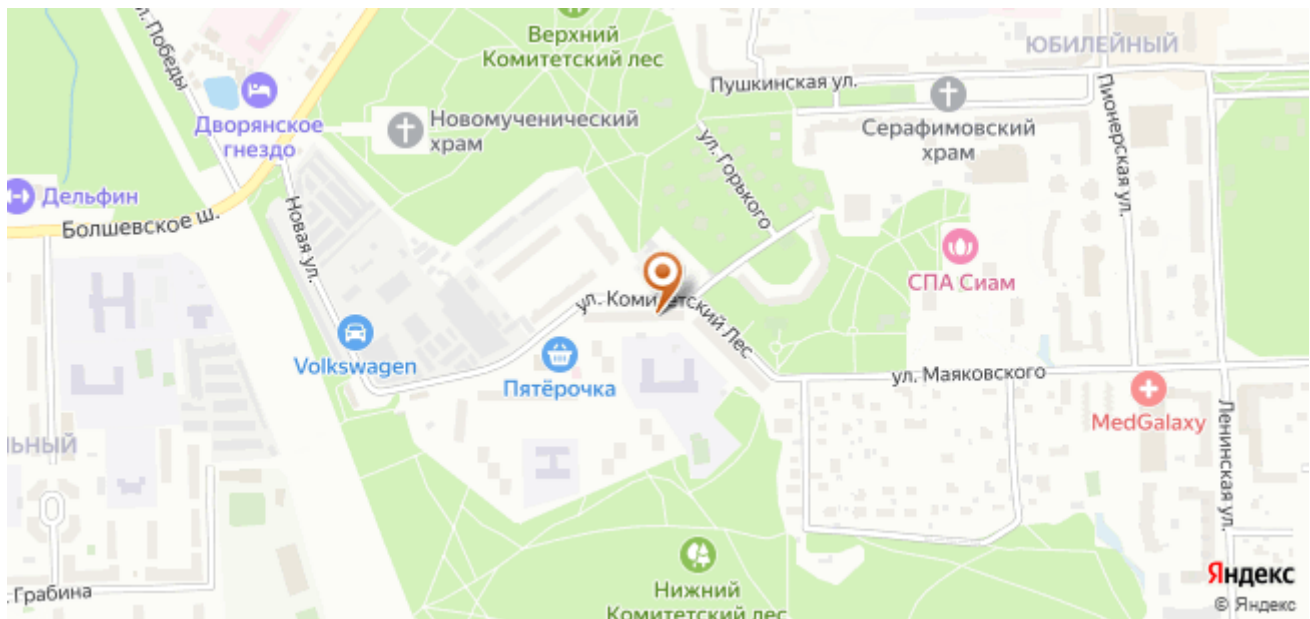 ул. Победы
Верхний
Комитетский лес
ЮБИЛЕЙНЫЙ
Пушкинская ул.
Пионерская ул.
Дворянское
гнездо
Новомученический
храм
Серафимовский
храм
ул. Горького
Дельфин
Болшевское ш.
Новая ул.
СПА Сиам
ул. Комитетский Лес
Volkswagen
Пятёрочка
ул. Маяковского
MedGalaxy
Ленинская ул.
ЬНЫЙ
Нижний
Комитетский лес
. Грабина
Яндекс
© Яндекс